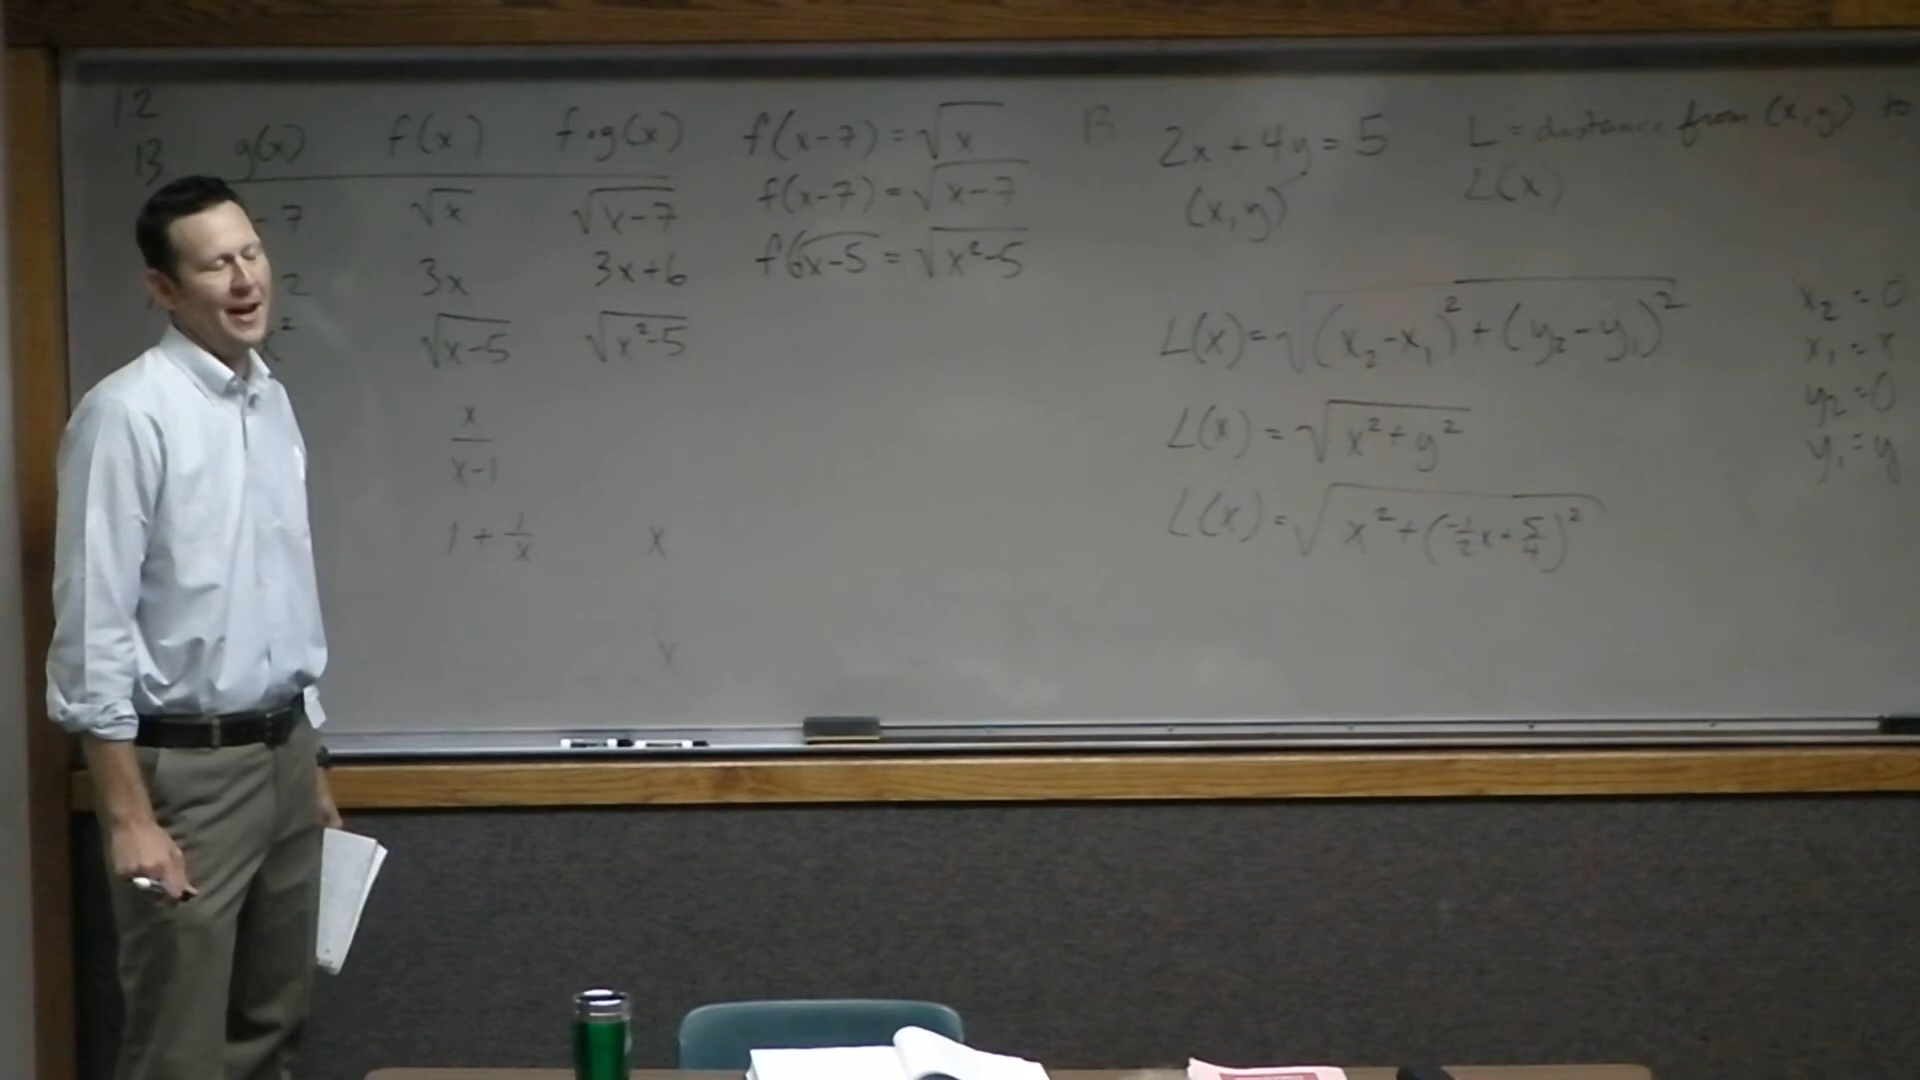 12
13 g(x) f(x) f∘g(x)
-7 √x √(x-7)
2 3x 3x+6
x² √(x-5) √(x²-5)
x/(x-1)
1 + 1/x x
x
f(x-7) = √x
f(x-7) = √(x-7)
f(x-5 = √(x²-5)
13 2x + 4y = 5
(x,y)
L = distance from (x,y) to
L(x)
L(x) = √((x₂-x₁)² + (y₂-y₁)²)
L(x) = √(x² + y²)
L(x) = √(x² + (-1/2x + 5/4)²)
x₂ = 0
x₁ = x
y₂ = 0
y₁ = y